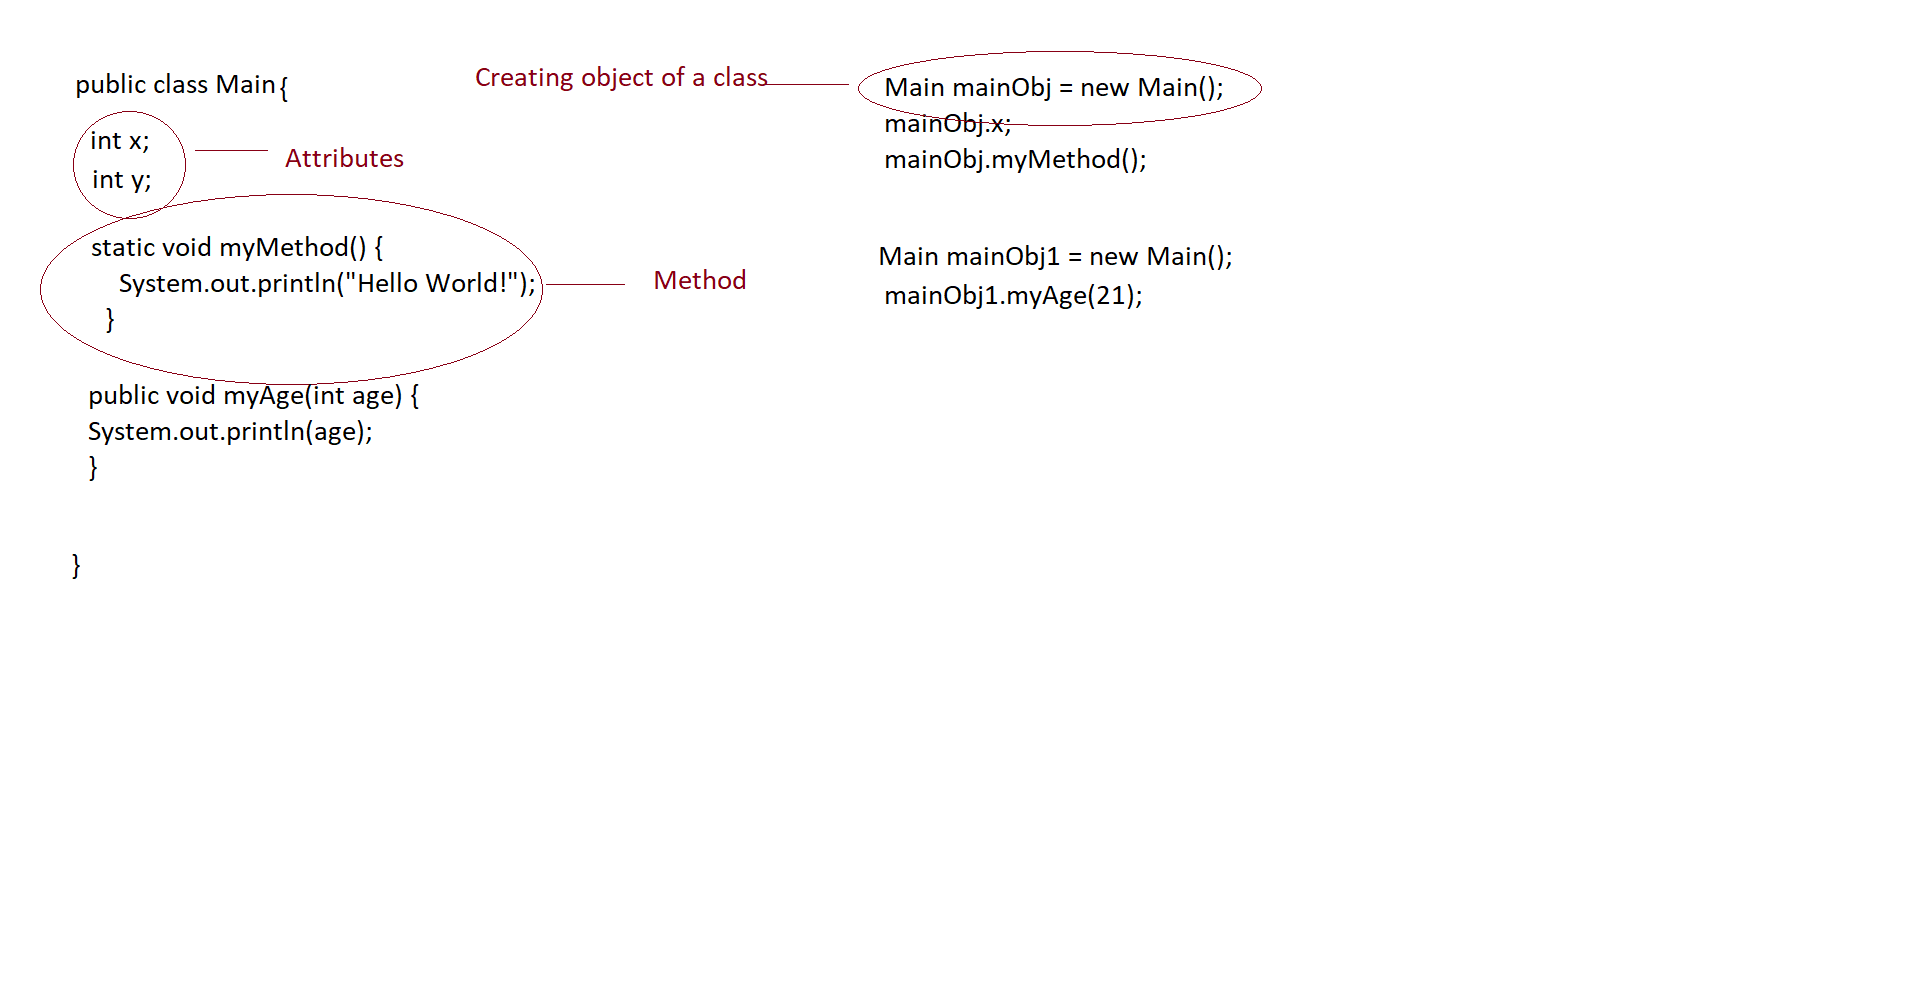 public class Main {
int x;
int y;
Attributes
static void myMethod() {
System.out.println("Hello World!");
}
Method
public void myAge(int age) {
System.out.println(age);
}
}
Creating object of a class
Main mainObj = new Main();
mainObj.x;
mainObj.myMethod();
Main mainObj1 = new Main();
mainObj1.myAge(21);